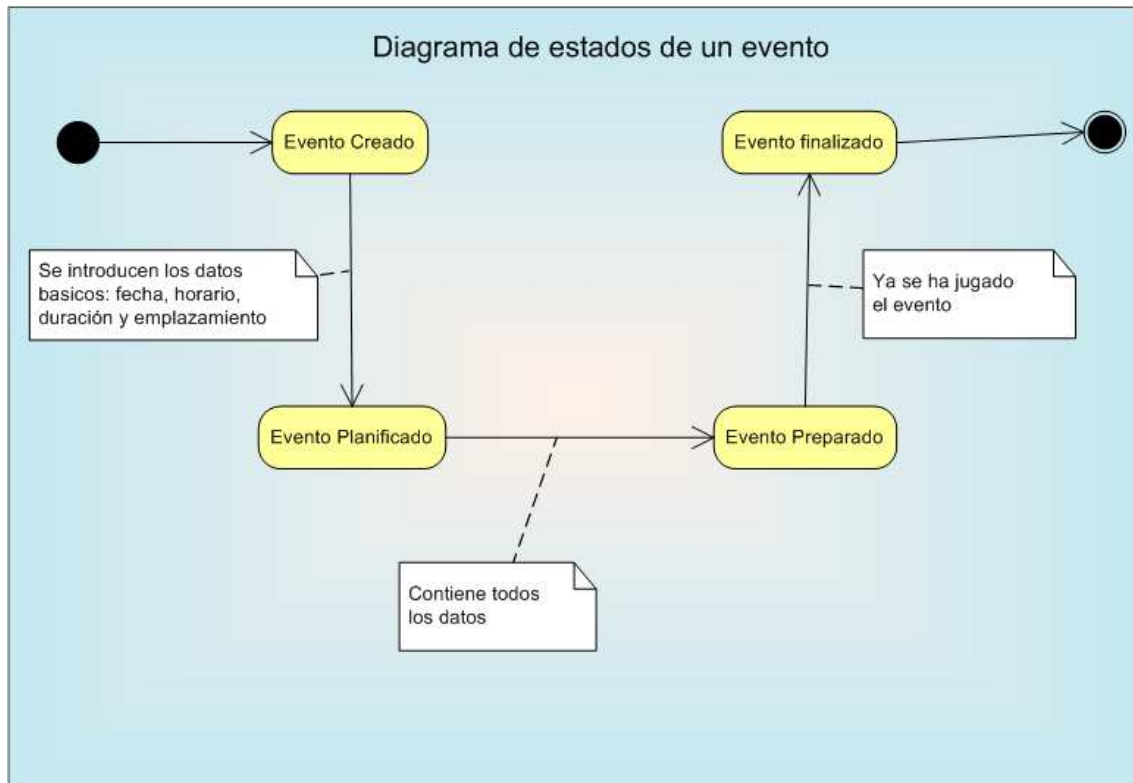 Diagrama de estados de un evento
Evento Creado
Evento finalizado
Se introducen los datos
basicos: fecha, horario,
duración y emplazamiento
Ya se ha jugado
el evento
Evento Planificado
Evento Preparado
Contiene todos
los datos